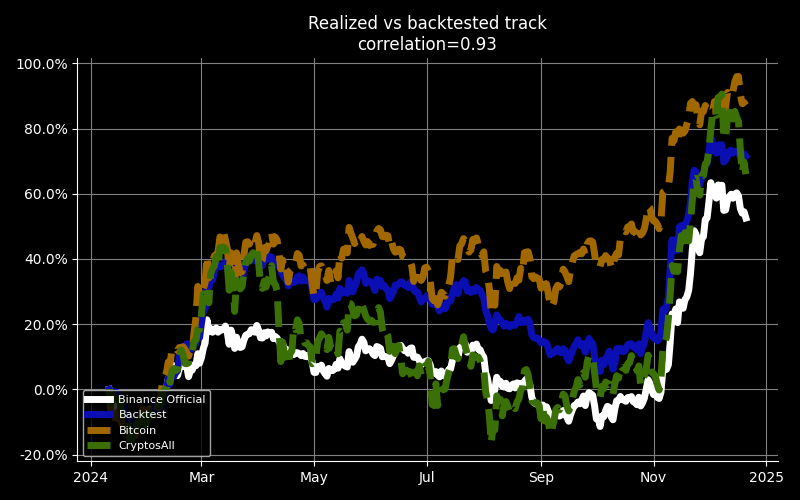 Realized vs backtested track
correlation=0.93
100.0%
80.0%
60.0%
40.0%
20.0%
0.0%
-20.0%
Binance Official
Backtest
Bitcoin
CryptosAll
2024
Mar
May
Jul
Sep
Nov
2025